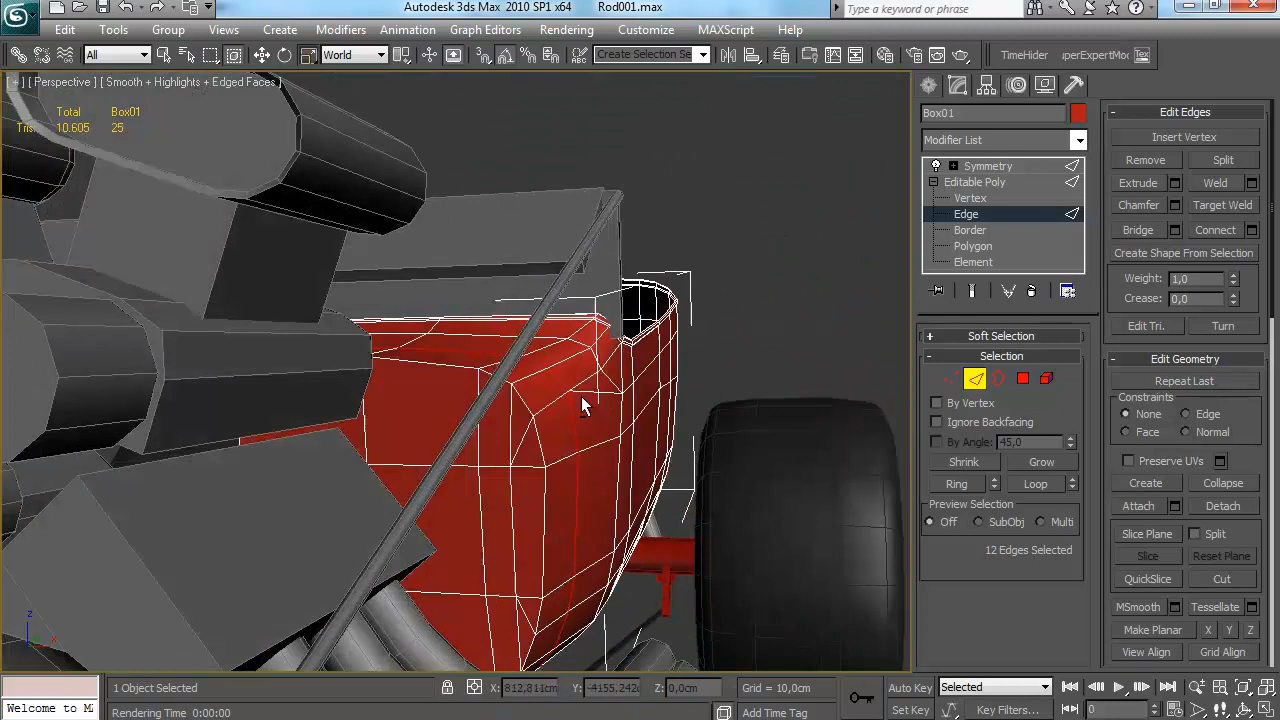 Autodesk 3ds Max 2010 SP1 x64 Rod001.max
Type a keyword or phrase
Edit Tools Group Views Create Modifiers Animation Graph Editors Rendering Customize MAXScript Help
All World Create Selection Se TimeHider
[ + ] [ Perspective ] [ Smooth + Highlights + Edged Faces ]
Total Box01
10.605 25
Box01
Modifier List
Symmetry
Editable Poly
Vertex
Edge
Border
Polygon
Element
Soft Selection
Selection
By Vertex
Ignore Backfacing
By Angle: 45,0
Shrink Grow
Ring Loop
Preview Selection
Off SubObj Multi
12 Edges Selected
Edit Edges
Insert Vertex
Remove Split
Extrude Weld
Chamfer Target Weld
Bridge Connect
Create Shape From Selection
Weight: 1,0
Crease: 0,0
Edit Tri. Turn
Edit Geometry
Repeat Last
Constraints
None Edge
Face Normal
Preserve UVs
Create Collapse
Attach Detach
Slice Plane Split
Slice Reset Plane
QuickSlice Cut
MSmooth Tessellate
Make Planar X Y Z
View Align Grid Align
z
x
1 Object Selected X: 812,811cm Y: -4155,242 Z: 0,0cm Grid = 10,0cm Auto Key Selected
Welcome to M
Rendering Time 0:00:00 Add Time Tag Set Key Key Filters... 0